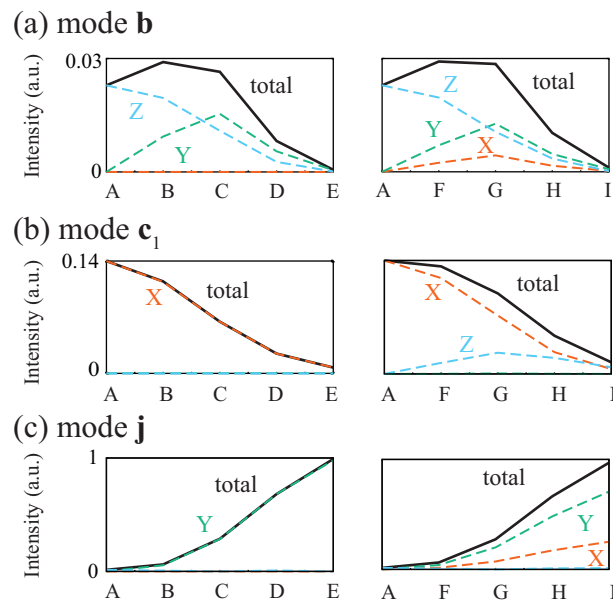 (a) mode b
Intensity (a.u.)
0.03
0
total
Z
Y
A B C D E
total
Z
Y
X
A F G H I
(b) mode c1
Intensity (a.u.)
0.14
0
total
X
A B C D E
total
X
Z
A F G H I
(c) mode j
Intensity (a.u.)
1
0
total
Y
A B C D E
total
Y
X
A F G H I